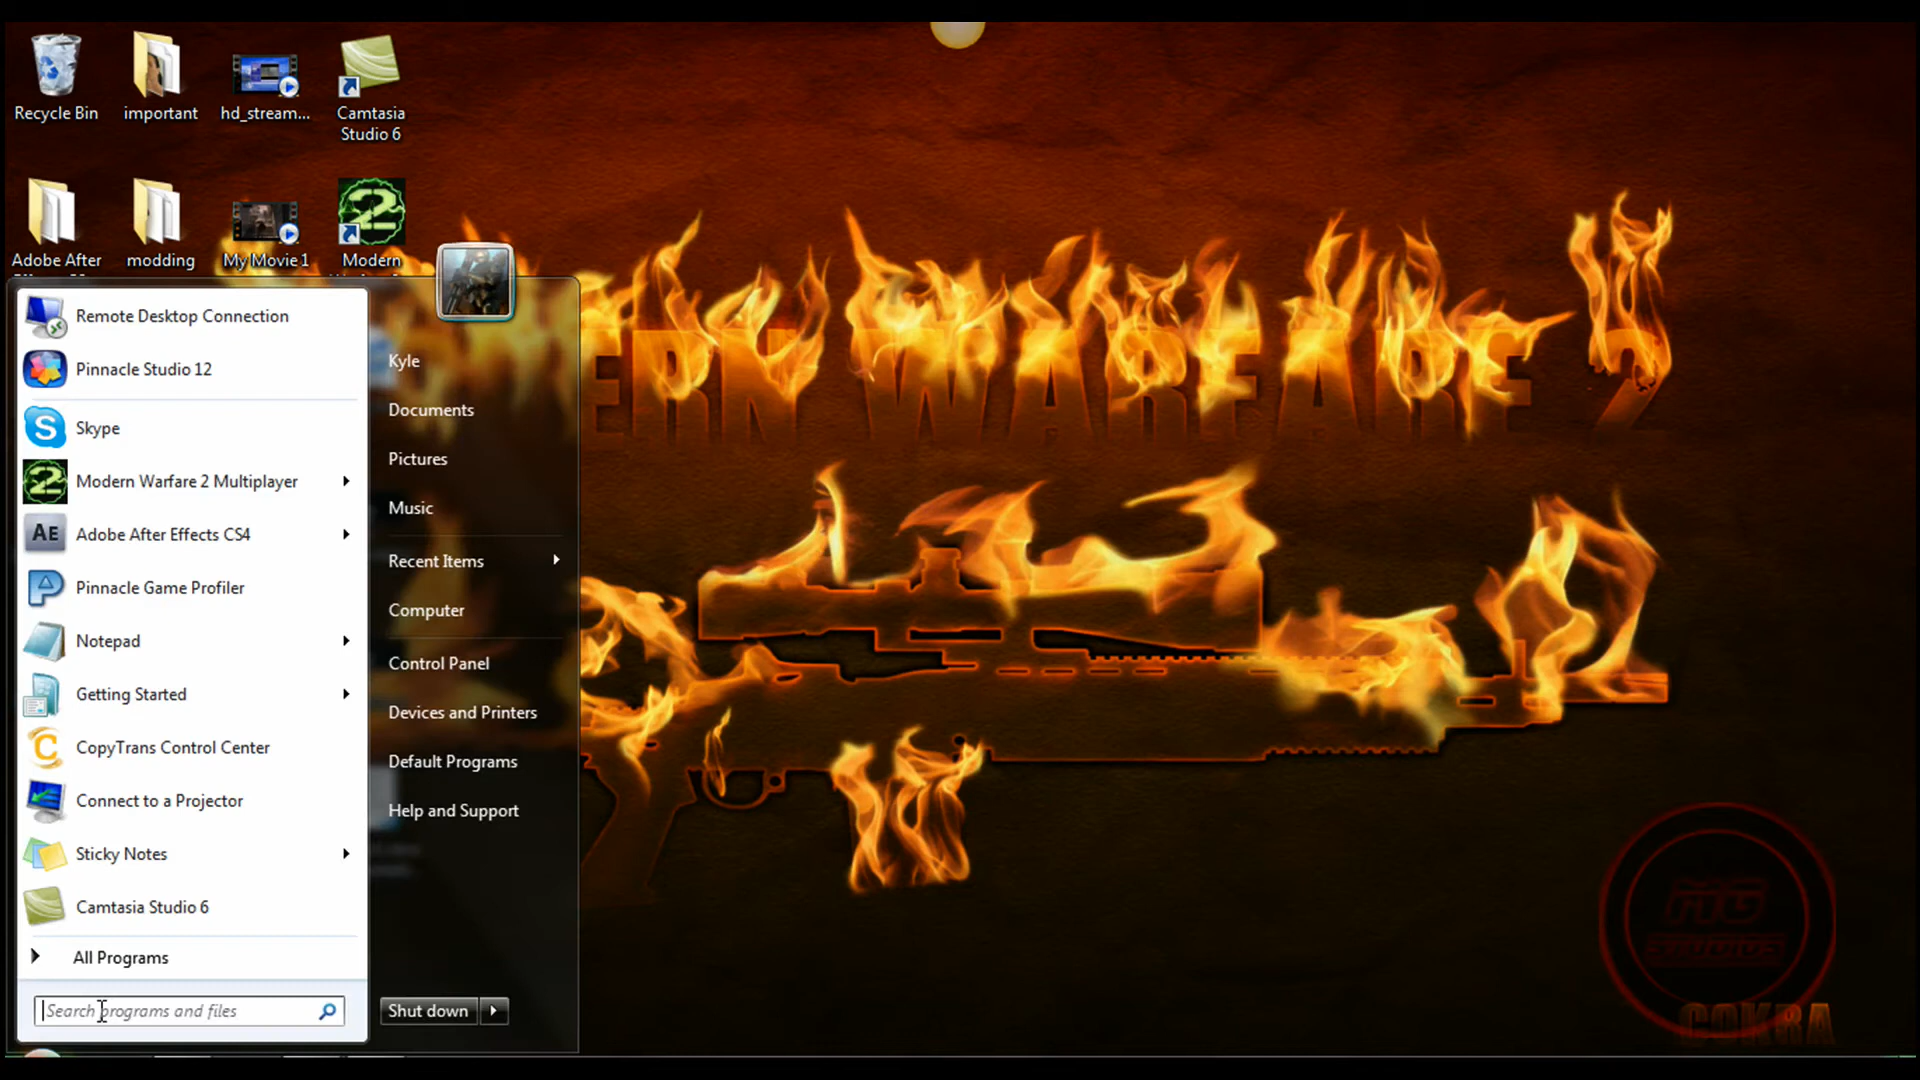 Recycle Bin
important
hd_stream...
Camtasia
Studio 6
Adobe After
modding
My Movie 1
Modern
Remote Desktop Connection
Pinnacle Studio 12
Skype
Modern Warfare 2 Multiplayer
AE
Adobe After Effects CS4
Pinnacle Game Profiler
Notepad
Getting Started
CopyTrans Control Center
Connect to a Projector
Sticky Notes
Camtasia Studio 6
All Programs
Search programs and files
Kyle
Documents
Pictures
Music
Recent Items
Computer
Control Panel
Devices and Printers
Default Programs
Help and Support
Shut down
ERN WARFARE 2